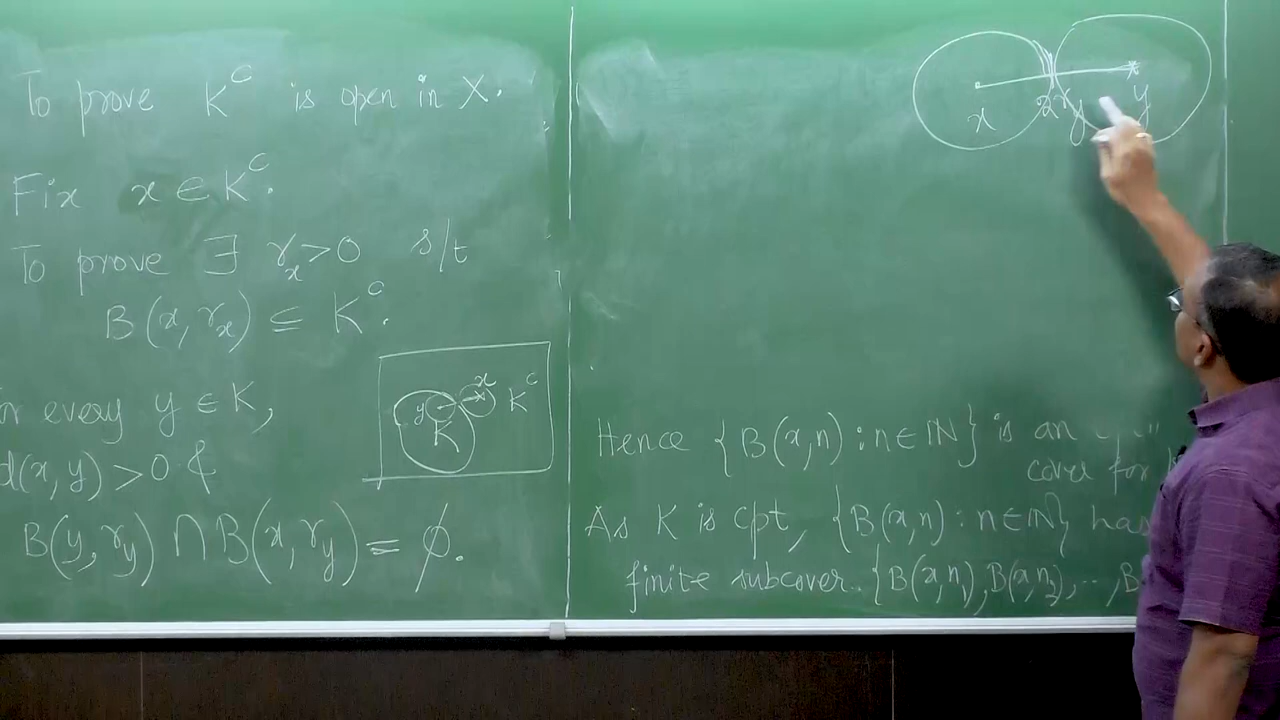 To prove K^c is open in X.
Fix x ∈ K^c.
To prove ∃ r_x > 0 s/t
B(x, r_x) ⊆ K^c.
every y ∈ K,
d(x, y) > 0 &
B(y, r_y) ∩ B(x, r_y) = φ.
y x K^c
K
x 2r_y y
Hence {B(x,n) : n ∈ ℕ} is an
cover for
As K is cpt, {B(x,n) : n ∈ ℕ} has
finite subcover. {B(x,n_1), B(x,n_2), ..., B